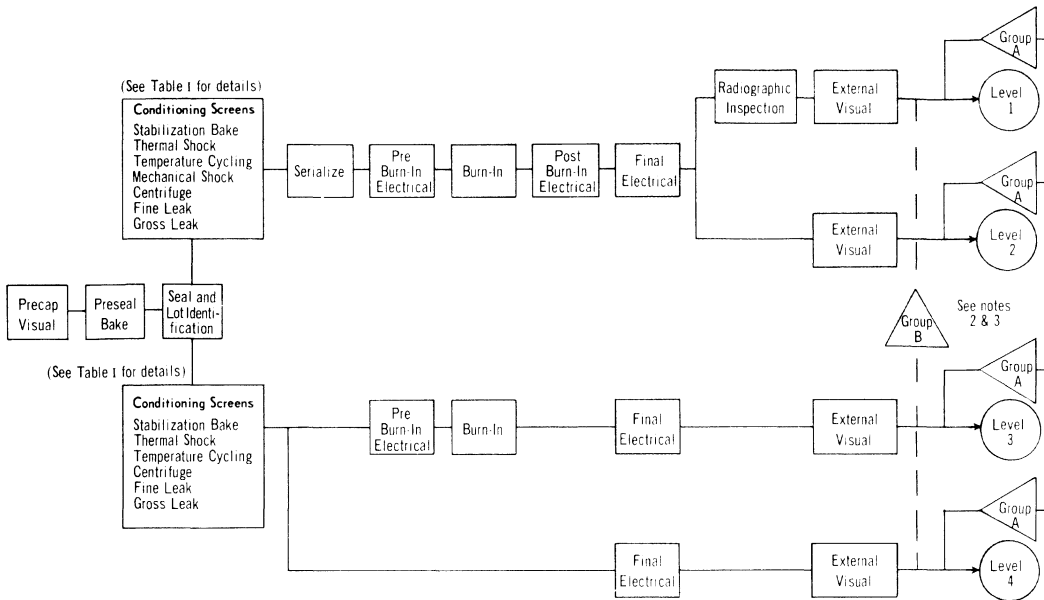 Group
A
(See Table 1 for details)
Conditioning Screens
Stabilization Bake
Thermal Shock
Temperature Cycling
Mechanical Shock
Centrifuge
Fine Leak
Gross Leak
Serialize
Pre
Burn-In
Electrical
Burn-In
Post
Burn-In
Electrical
Final
Electrical
Radiographic
Inspection
External
Visual
Level
1
Group
A
External
Visual
Level
2
Precap
Visual
Preseal
Bake
Seal and
Lot Identi-
fication
Group
B
See notes
2 & 3
(See Table 1 for details)
Conditioning Screens
Stabilization Bake
Thermal Shock
Temperature Cycling
Centrifuge
Fine Leak
Gross Leak
Pre
Burn-In
Electrical
Burn-In
Final
Electrical
External
Visual
Group
A
Level
3
Final
Electrical
External
Visual
Group
A
Level
4